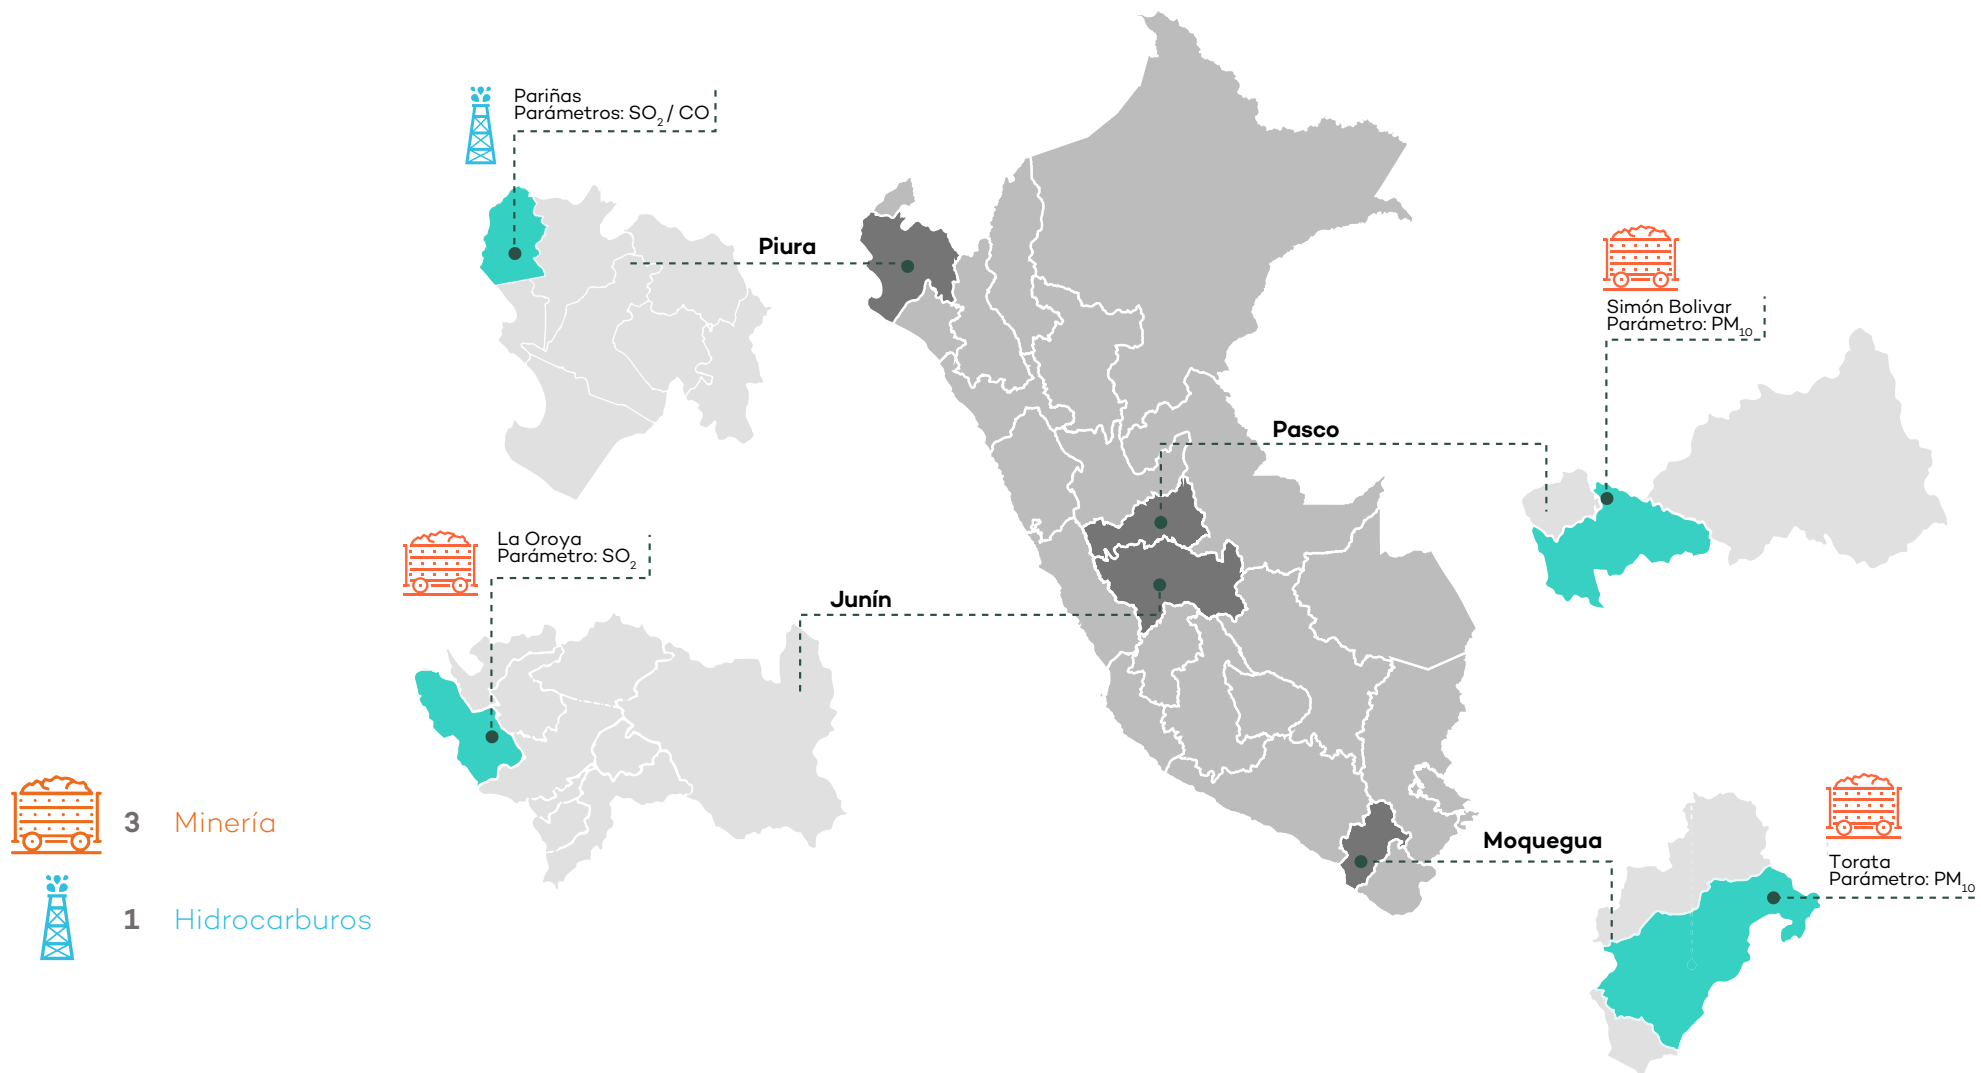 Pariñas
Parámetros: SO₂ / CO
Piura
Simón Bolivar
Parámetro: PM₁₀
Pasco
La Oroya
Parámetro: SO₂
Junín
3 Minería
1 Hidrocarburos
Moquegua
Torata
Parámetro: PM₁₀